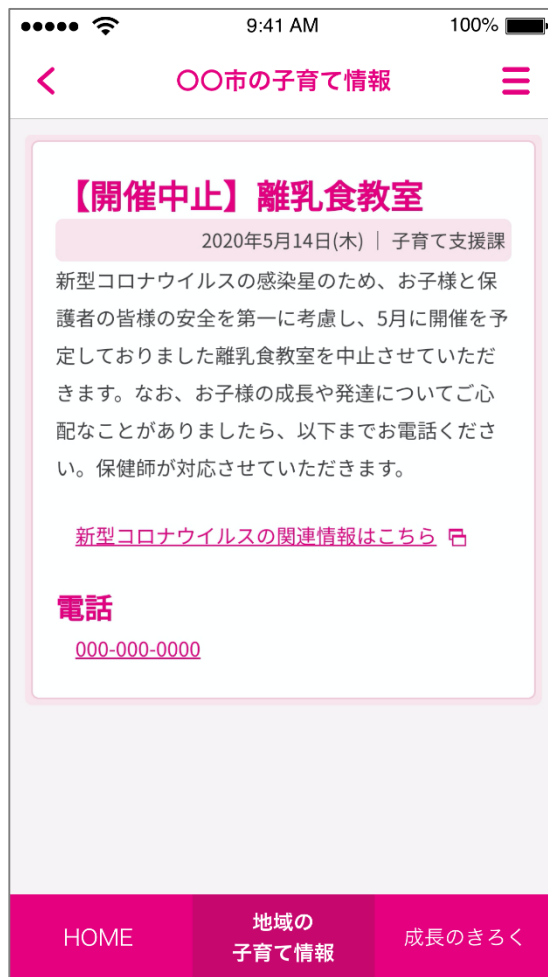 9:41 AM
100%
〇〇市の子育て情報
【開催中止】離乳食教室
2020年5月14日(木)｜子育て支援課
新型コロナウイルスの感染星のため、お子様と保
護者の皆様の安全を第一に考慮し、5月に開催を予
定しておりました離乳食教室を中止させていただ
きます。なお、お子様の成長や発達についてご心
配なことがありましたら、以下までお電話くださ
い。保健師が対応させていただきます。
新型コロナウイルスの関連情報はこちら
電話
000-000-0000
HOME
地域の
子育て情報
成長のきろく